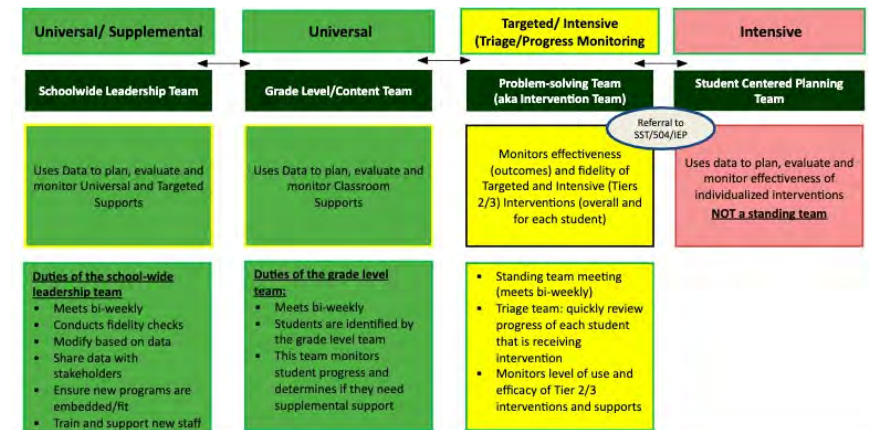 Universal/ Supplemental
Universal
Targeted/ Intensive
(Triage/Progress Monitoring
Intensive
Schoolwide Leadership Team
Grade Level/Content Team
Problem-solving Team
(aka Intervention Team)
Student Centered Planning
Team
Referral to
SST/504/IEP
Uses Data to plan, evaluate and
monitor Universal and Targeted
Supports
Uses Data to plan, evaluate and
monitor Classroom
Supports
Monitors effectiveness
(outcomes) and fidelity of
Targeted and Intensive (Tiers
2/3) Interventions (overall and
for each student)
Uses data to plan, evaluate and
monitor effectiveness of
individualized interventions
NOT a standing team
Duties of the school-wide
leadership team
▪ Meets bi-weekly
▪ Conducts fidelity checks
▪ Modify based on data
▪ Share data with
stakeholders
▪ Ensure new programs are
embedded/fit
▪ Train and support new staff
Duties of the grade level
team:
▪ Meets bi-weekly
▪ Students are identified by
the grade level team
▪ This team monitors
student progress and
determines if they need
supplemental support
▪ Standing team meeting
(meets bi-weekly)
▪ Triage team: quickly review
progress of each student
that is receiving
intervention
▪ Monitors level of use and
efficacy of Tier 2/3
interventions and supports